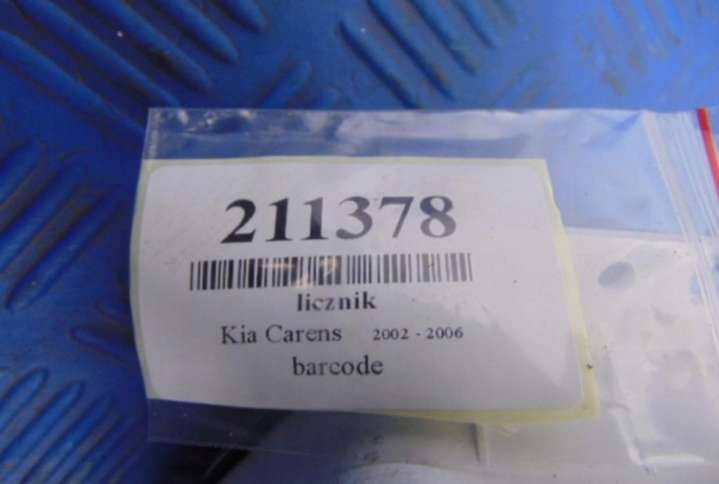 211378
licznik
Kia Carens 2002 - 2006
barcode